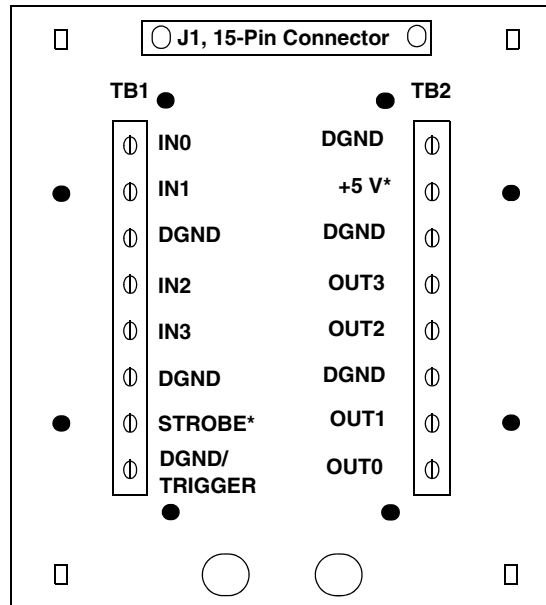 J1, 15-Pin Connector
TB1
TB2
IN0
DGND
IN1
+5 V*
DGND
DGND
IN2
OUT3
IN3
OUT2
DGND
DGND
STROBE*
OUT1
DGND/
TRIGGER
OUT0